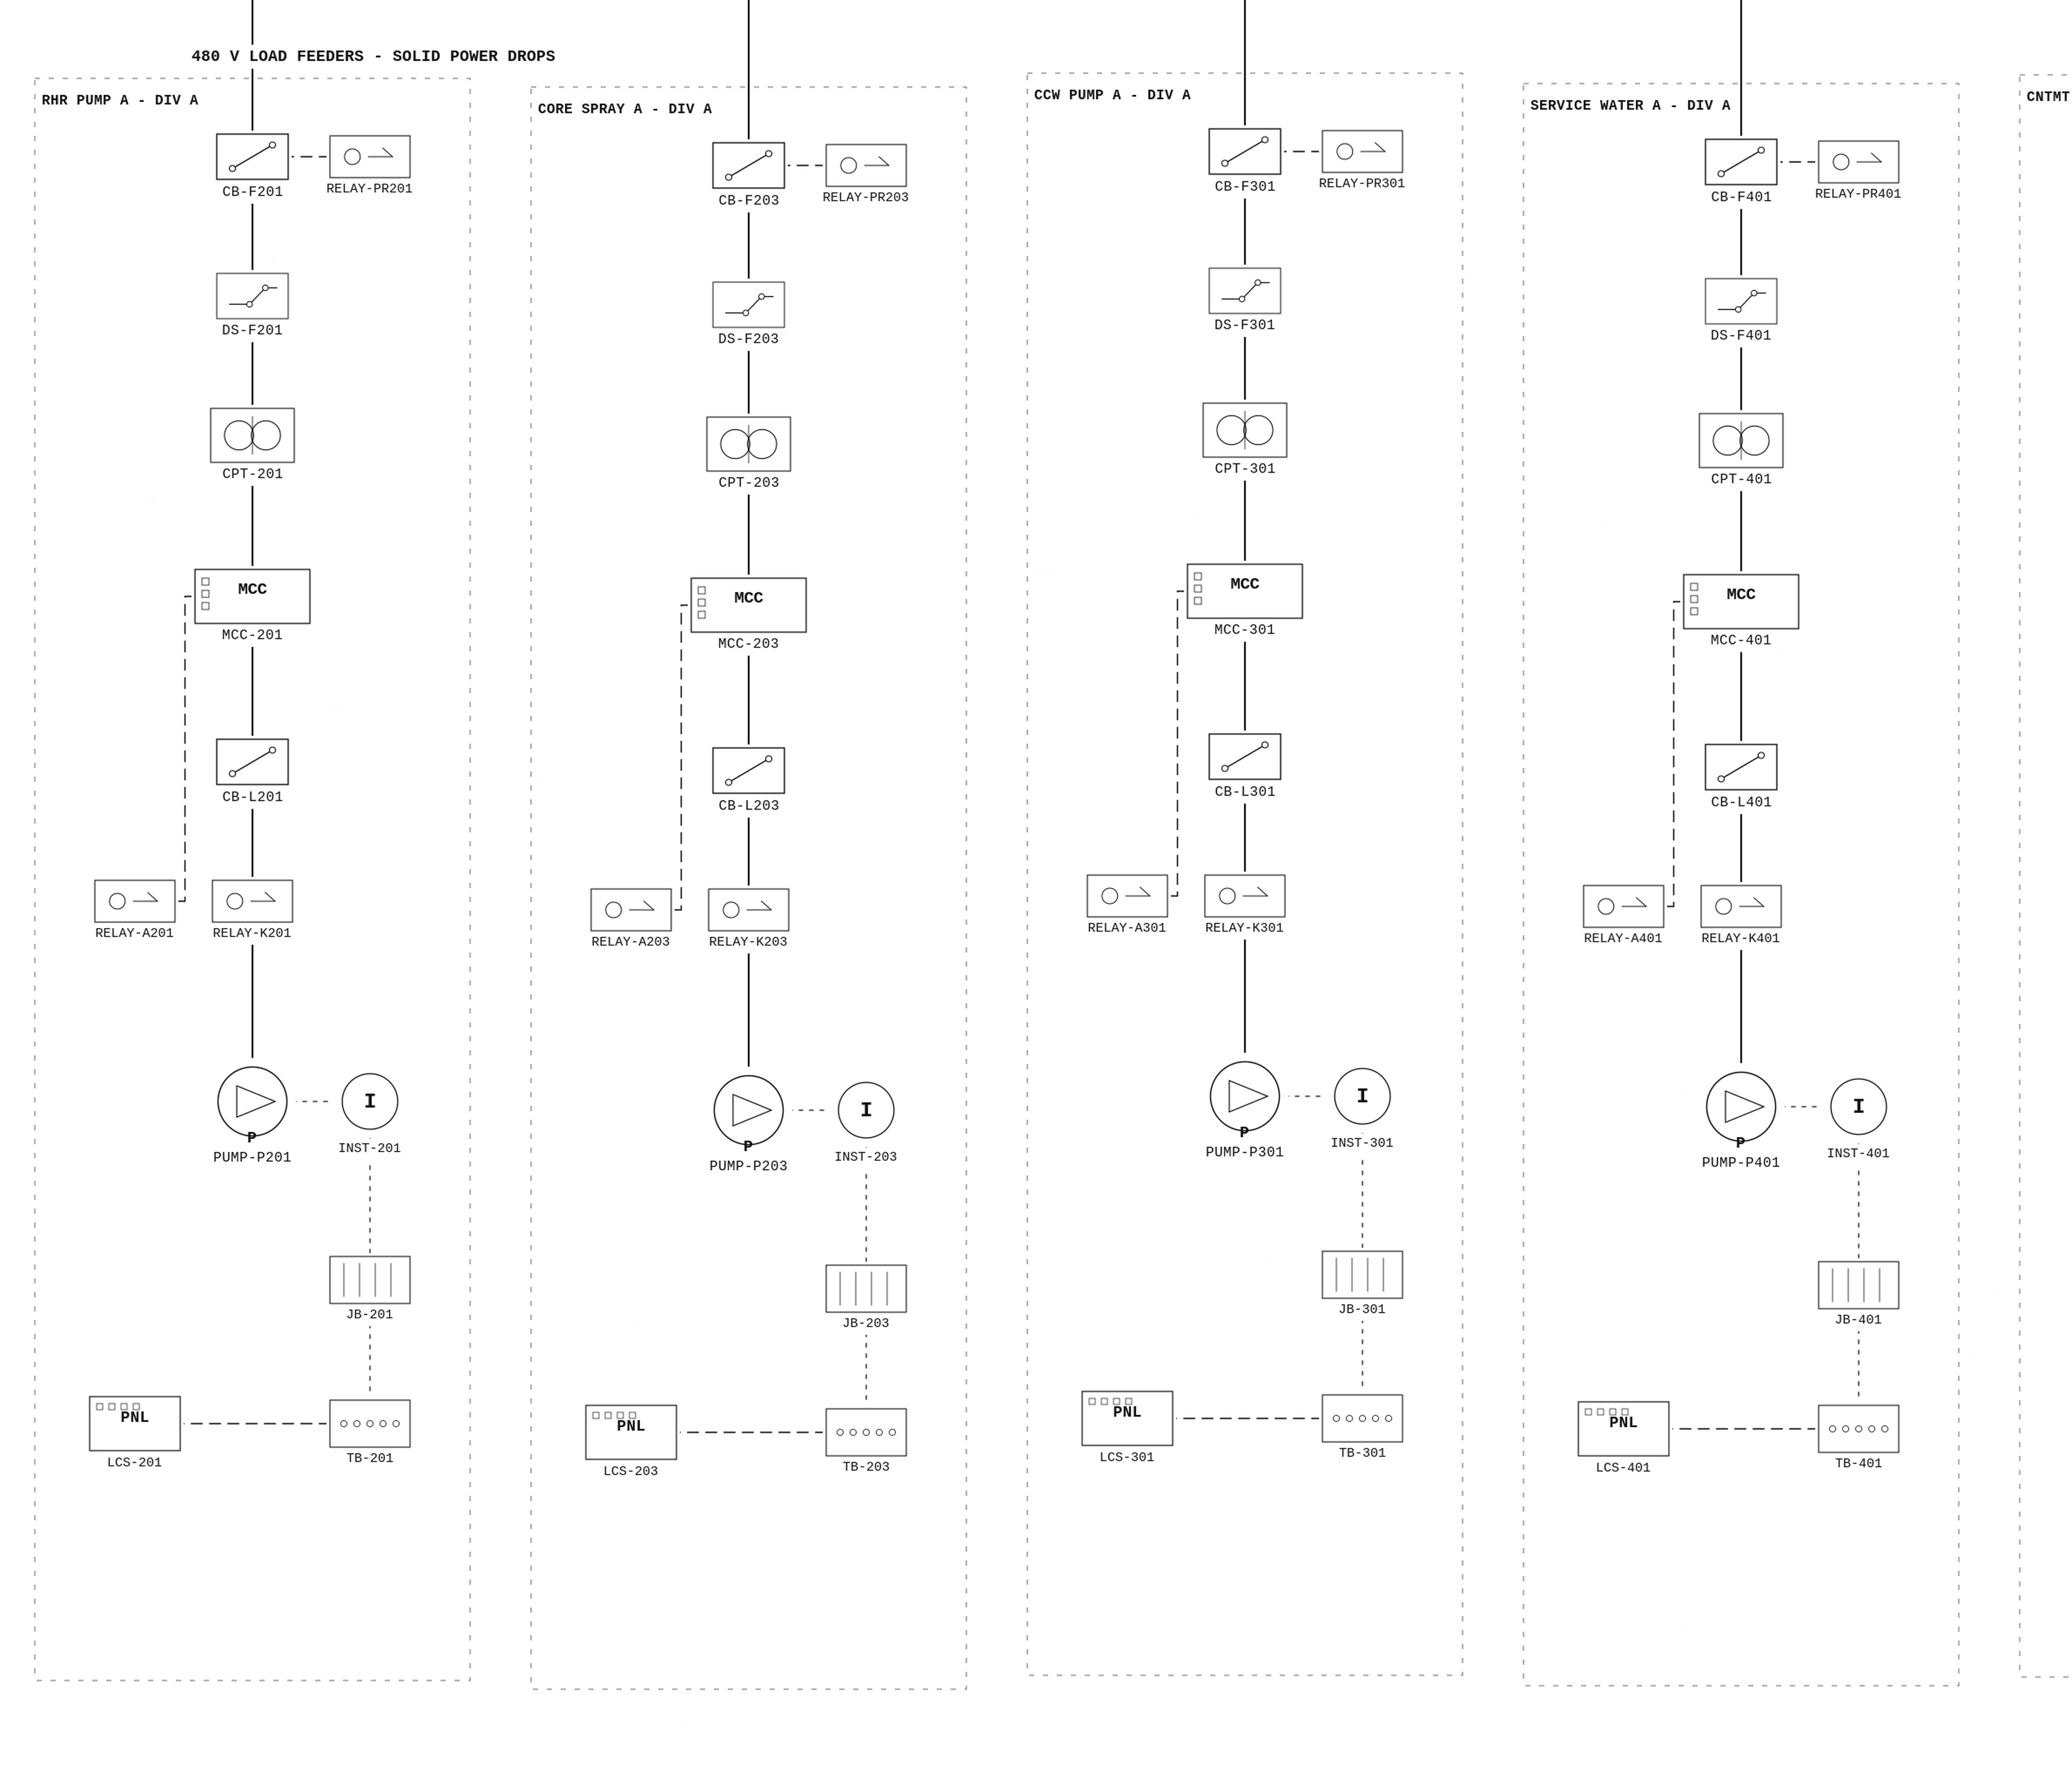 480 V LOAD FEEDERS - SOLID POWER DROPS
RHR PUMP A - DIV A
CB-F201
RELAY-PR201
DS-F201
CPT-201
MCC
MCC-201
CB-L201
RELAY-A201
RELAY-K201
I
P
PUMP-P201
INST-201
JB-201
PNL
LCS-201
TB-201
CORE SPRAY A - DIV A
CB-F203
RELAY-PR203
DS-F203
CPT-203
MCC
MCC-203
CB-L203
RELAY-A203
RELAY-K203
I
P
PUMP-P203
INST-203
JB-203
PNL
LCS-203
TB-203
CCW PUMP A - DIV A
CB-F301
RELAY-PR301
DS-F301
CPT-301
MCC
MCC-301
CB-L301
RELAY-A301
RELAY-K301
I
P
PUMP-P301
INST-301
JB-301
PNL
LCS-301
TB-301
SERVICE WATER A - DIV A
CB-F401
RELAY-PR401
DS-F401
CPT-401
MCC
MCC-401
CB-L401
RELAY-A401
RELAY-K401
I
P
PUMP-P401
INST-401
JB-401
PNL
LCS-401
TB-401
CNTMT